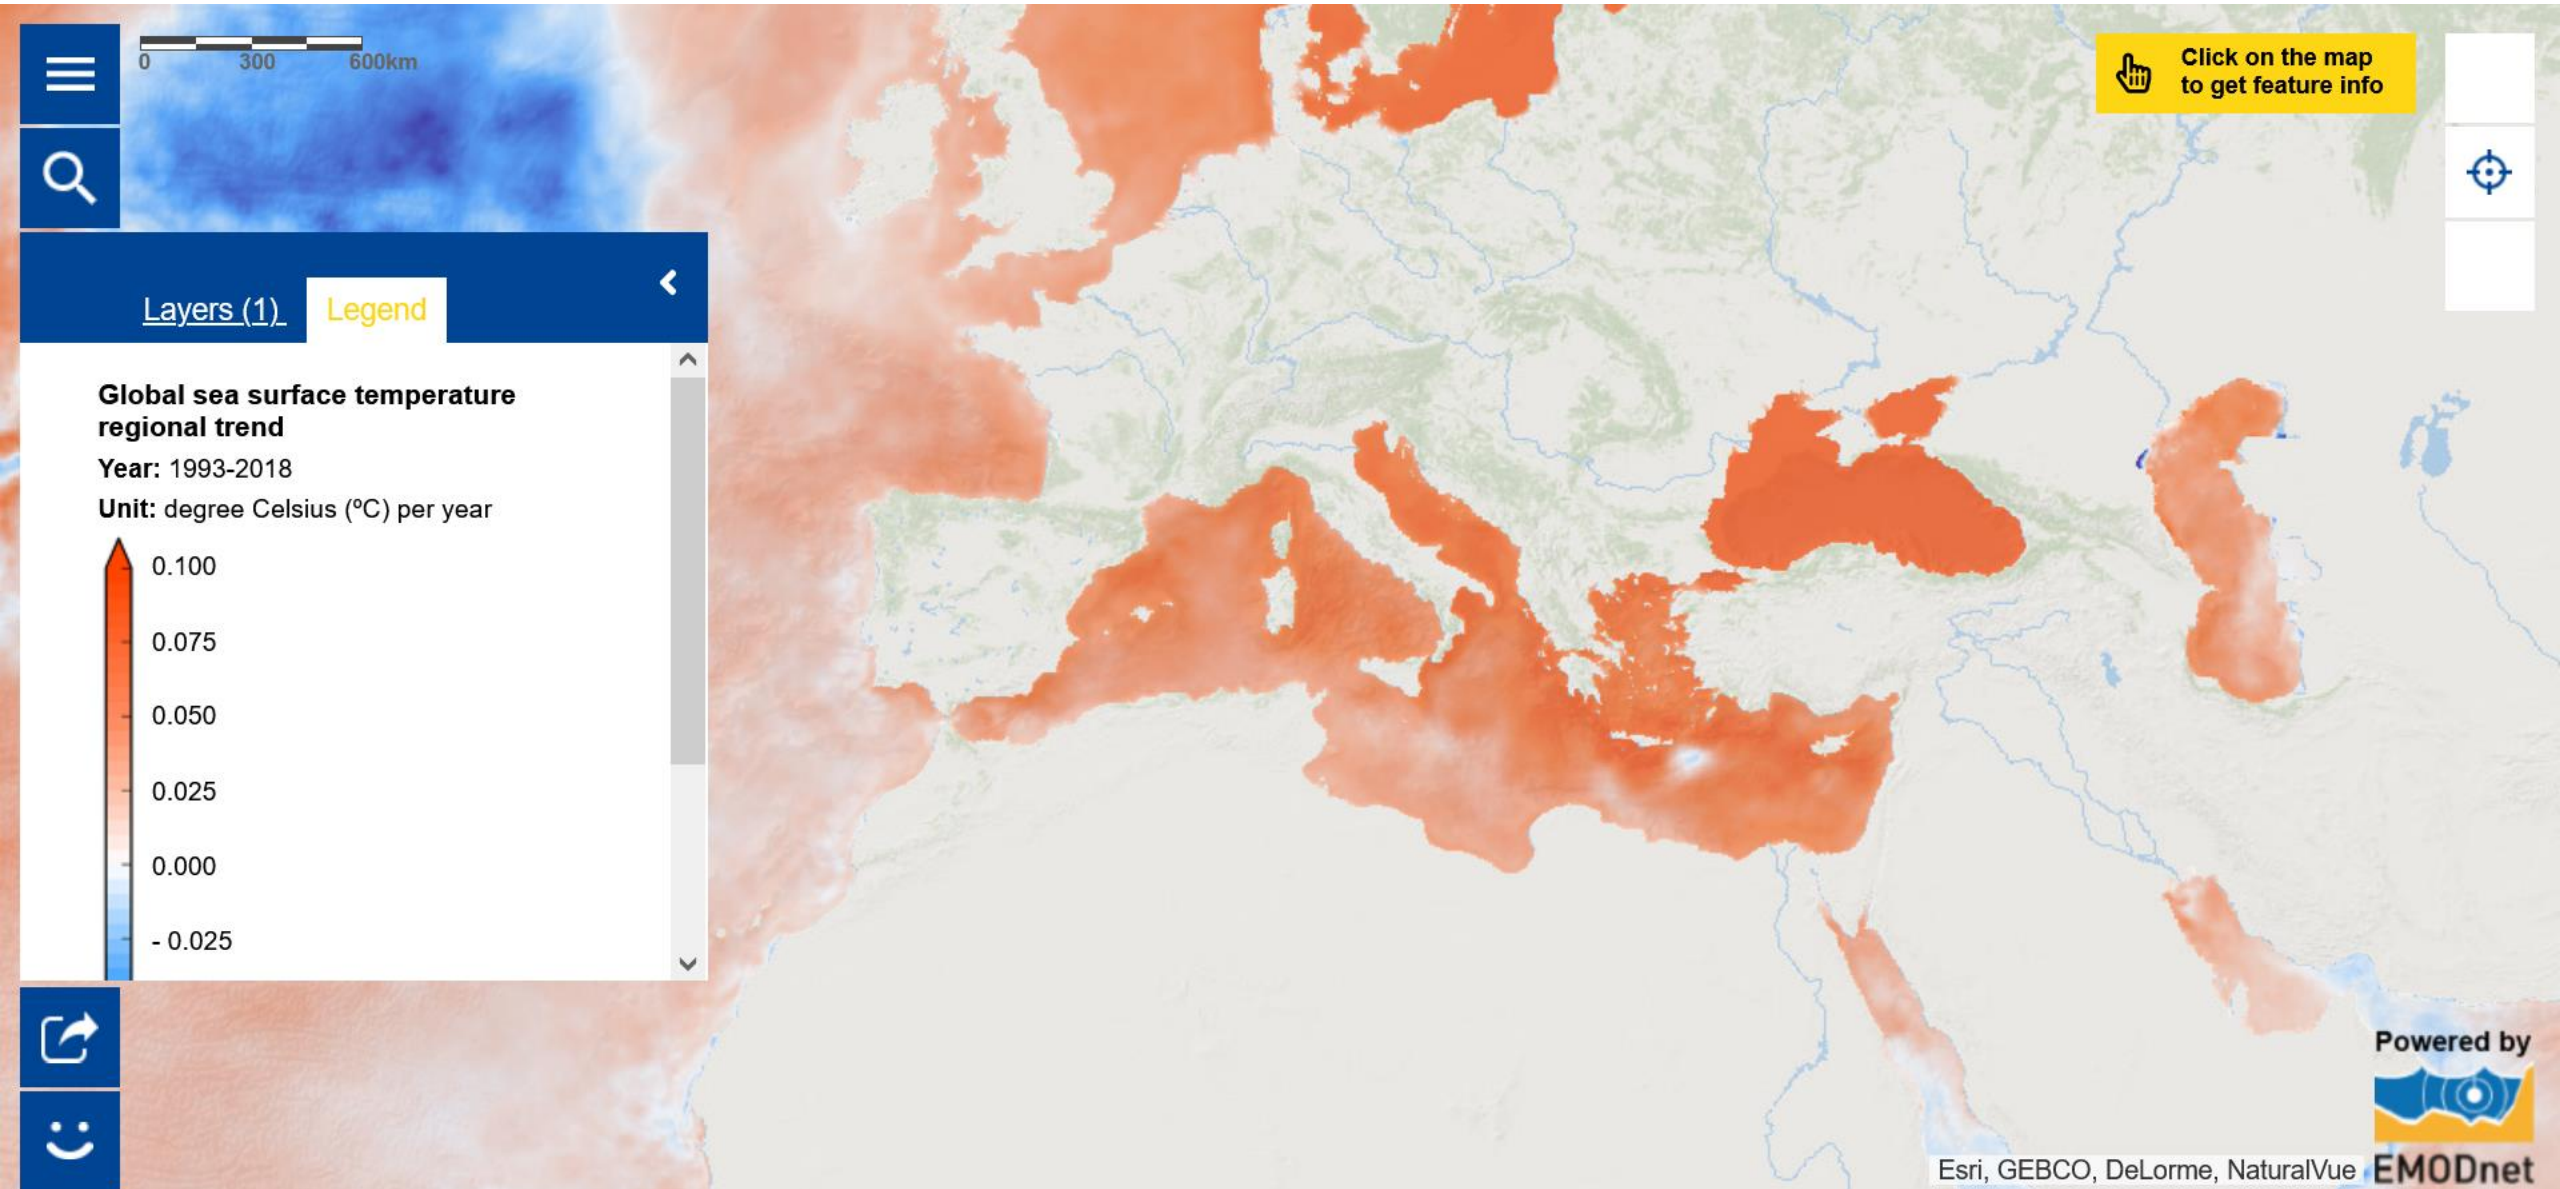 0 300 600km
Click on the map
to get feature info
Layers (1)
Legend
Global sea surface temperature
regional trend
Year: 1993-2018
Unit: degree Celsius (ºC) per year
0.100
0.075
0.050
0.025
0.000
- 0.025
Powered by
EMODnet
Esri, GEBCO, DeLorme, NaturalVue